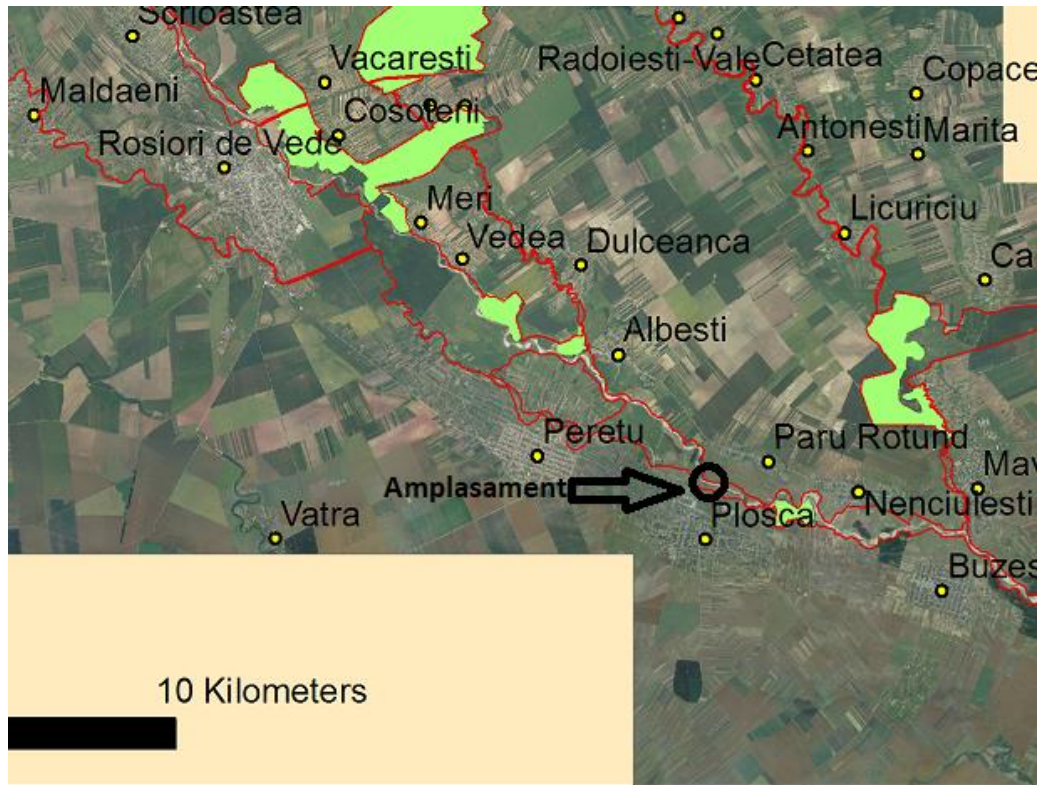 Scrioastea
Vacaresti
Radoiesti-Vale
Cetatea
Maldaeni
Cosoteni
Copace
Rosiori de Vede
Antonesti
Marita
Meri
Licuriciu
Vedea
Dulceanca
Ca
Albesti
Peretu
Paru Rotund
Amplasament
Mav
Nenciulesti
Vatra
Plosca
Buzes
10 Kilometers